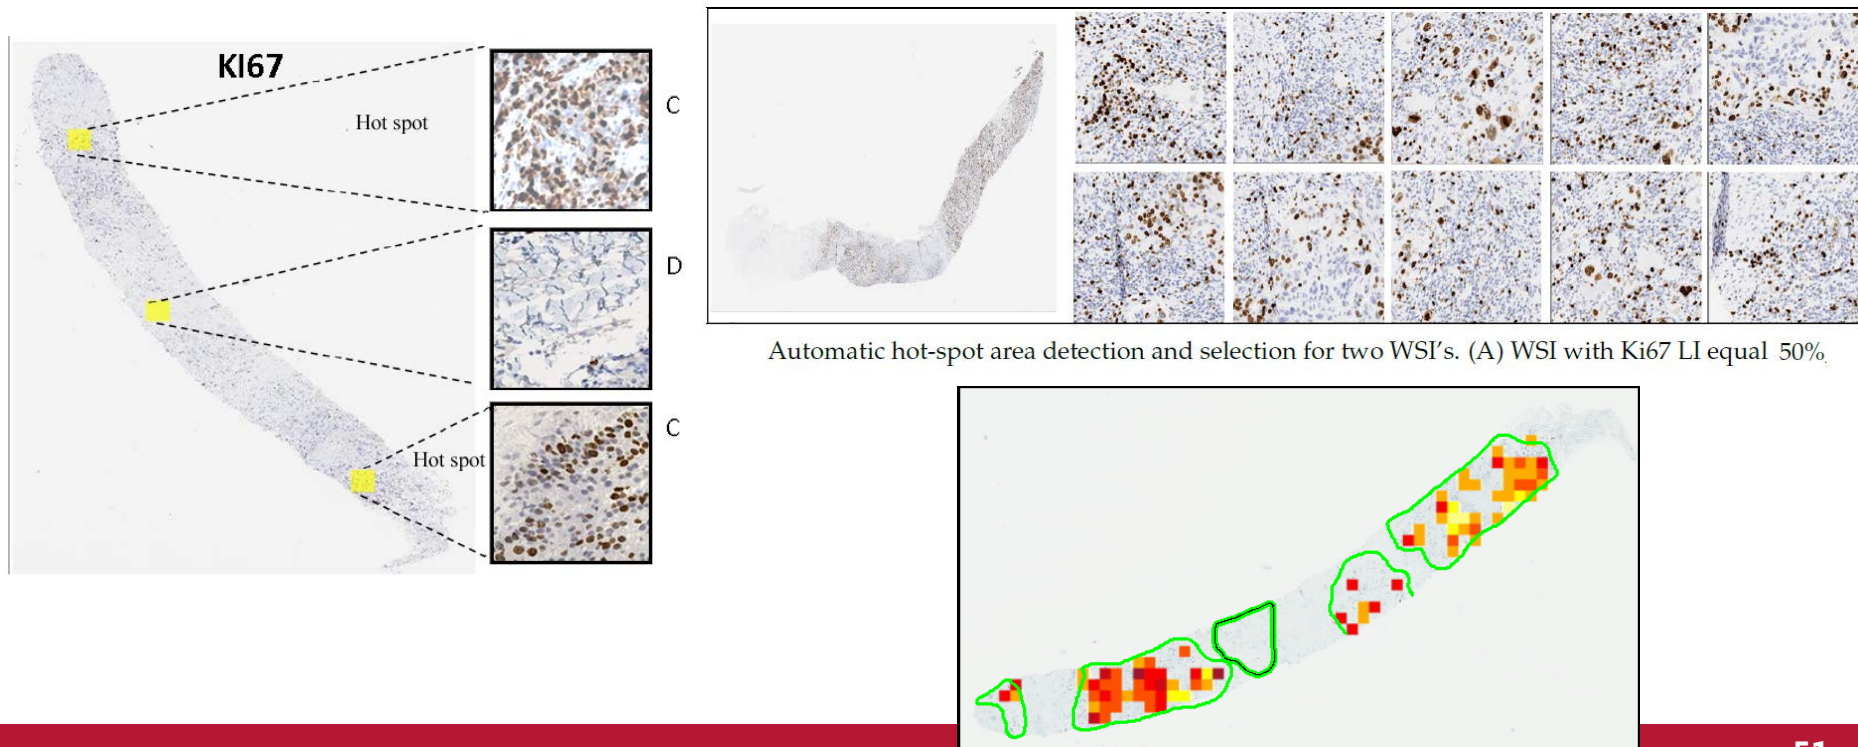 KI67
Hot spot
C
D
Hot spot
C
Automatic hot-spot area detection and selection for two WSI's. (A) WSI with Ki67 LI equal 50%